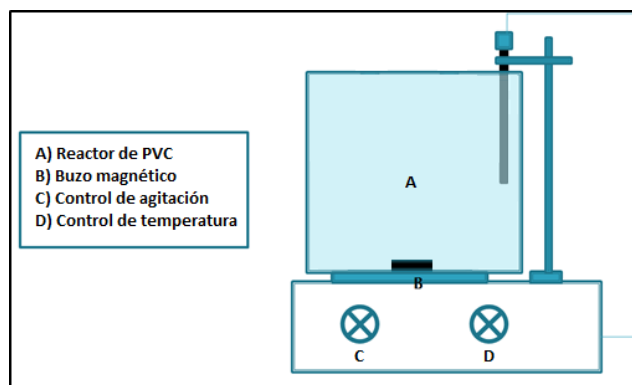 A) Reactor de PVC
B) Buzo magnético
C) Control de agitación
D) Control de temperatura
A
B
C D